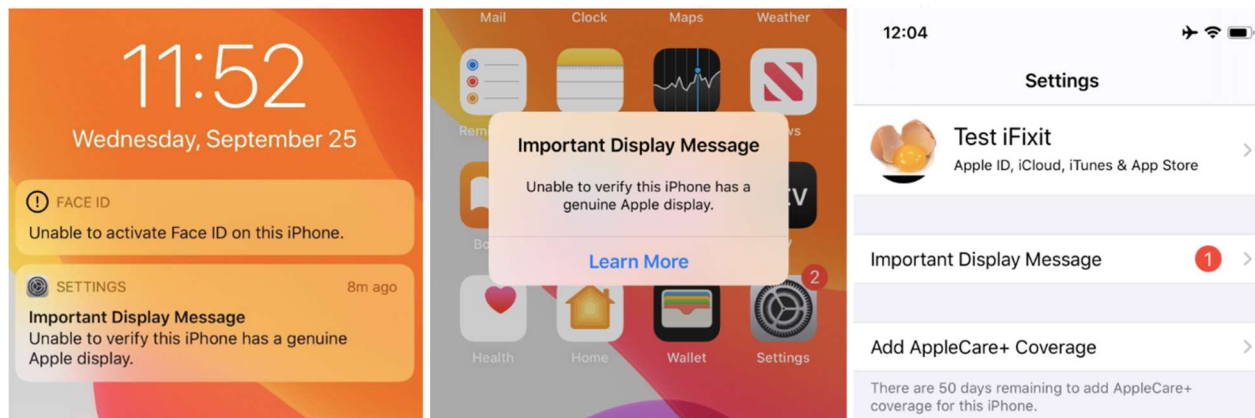 11:52
Wednesday, September 25
FACE ID
Unable to activate Face ID on this iPhone.
SETTINGS 8m ago
Important Display Message
Unable to verify this iPhone has a genuine
Apple display.
Mail Clock Maps Weather
Important Display Message
Unable to verify this iPhone has a
genuine Apple display.
Learn More
2
Health Home Wallet Settings
12:04
Settings
Test iFixit
Apple ID, iCloud, iTunes & App Store
Important Display Message 1
Add AppleCare+ Coverage
There are 50 days remaining to add AppleCare+
coverage for this iPhone.